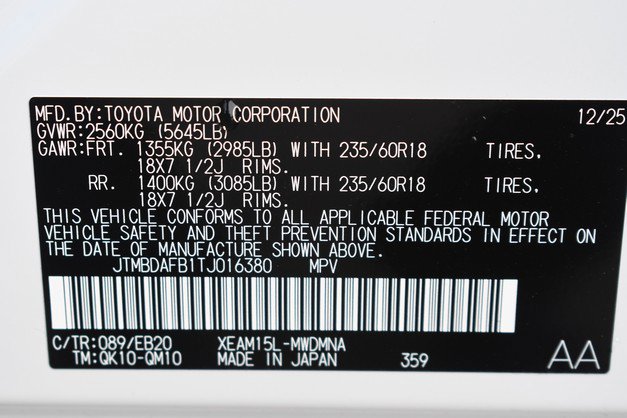 MFD.BY:TOYOTA MOTOR CORPORATION 12/25
GVWR:2560KG (5645LB)
GAWR:FRT. 1355KG (2985LB) WITH 235/60R18 TIRES,
18X7 1/2J RIMS.
RR. 1400KG (3085LB) WITH 235/60R18 TIRES,
18X7 1/2J RIMS.
THIS VEHICLE CONFORMS TO ALL APPLICABLE FEDERAL MOTOR
VEHICLE SAFETY AND THEFT PREVENTION STANDARDS IN EFFECT ON
THE DATE OF MANUFACTURE SHOWN ABOVE.
JTMBDAFB1TJ016380 MPV
C/TR:089/EB20 XEAM15L-MWDMNA
TM:QK10-QM10 MADE IN JAPAN 359 AA